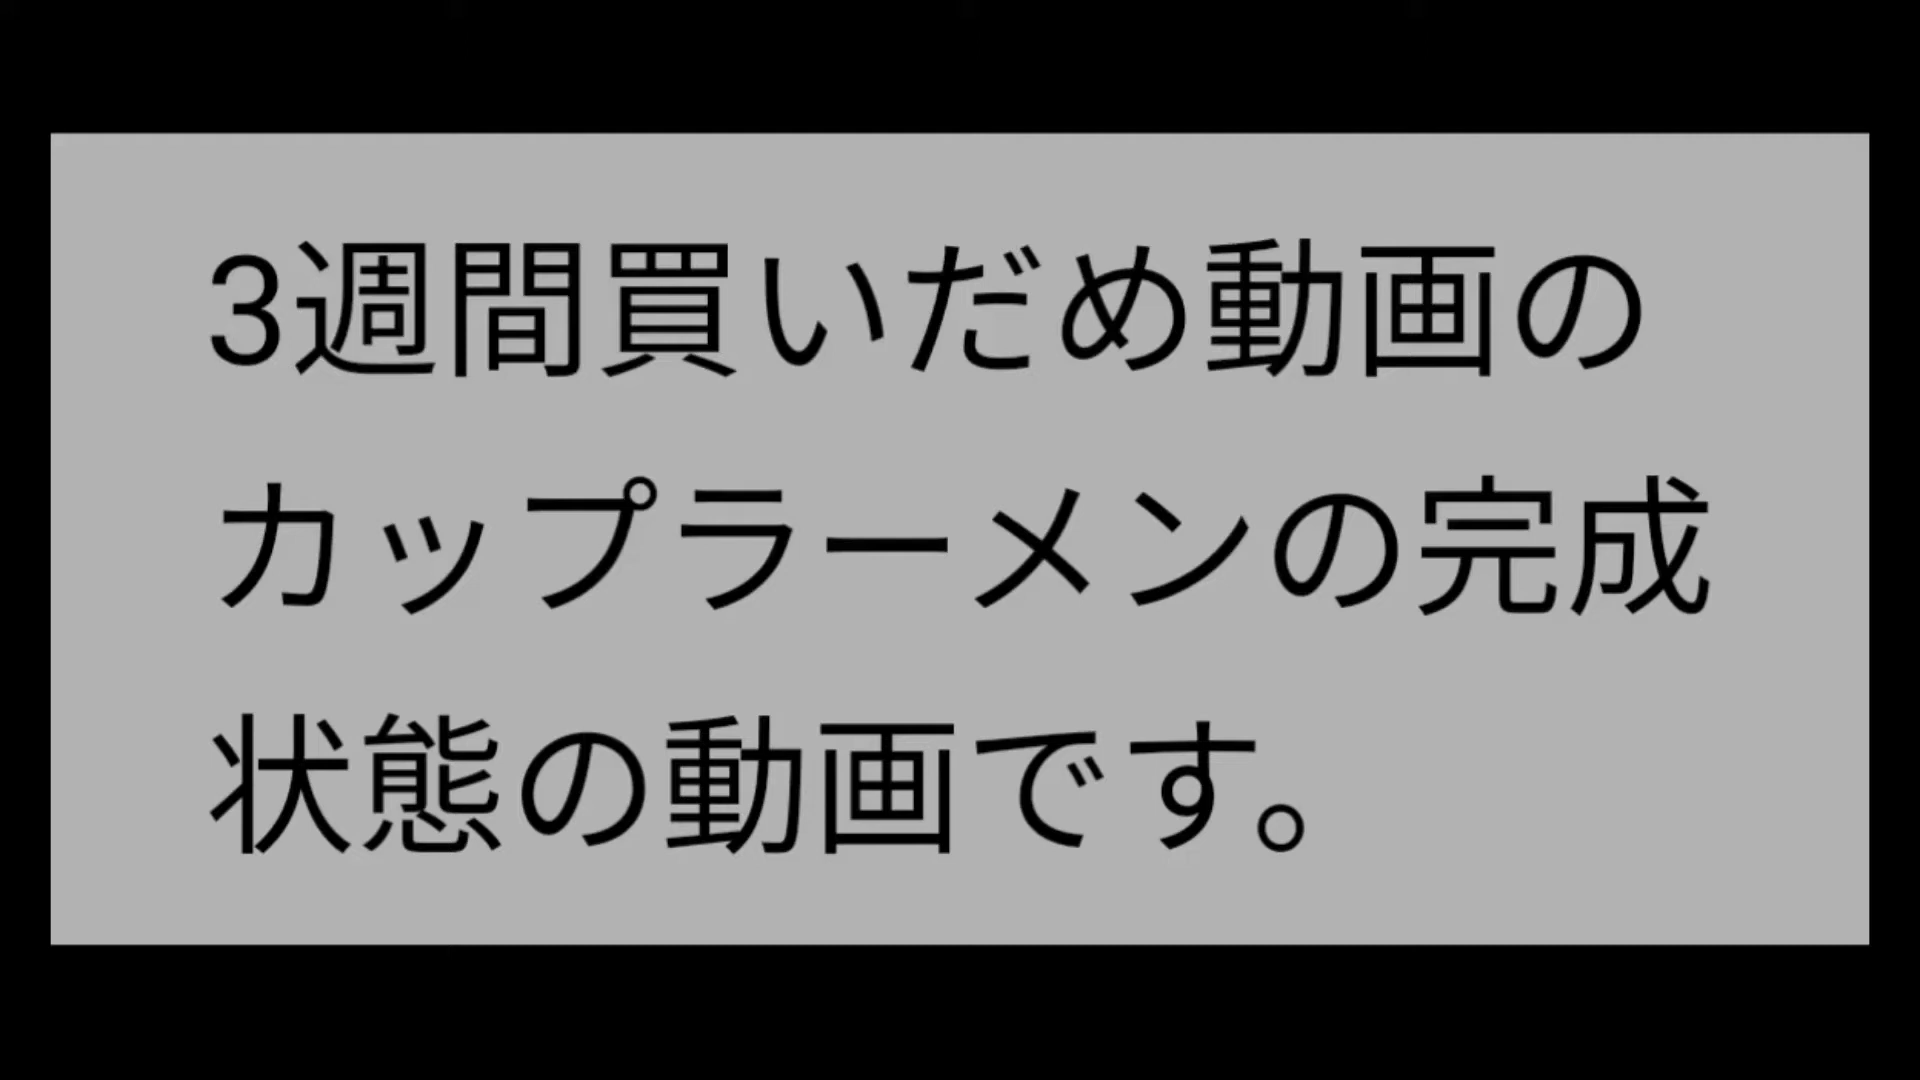 3週間買いだめ動画の
カップラーメンの完成
状態の動画です。